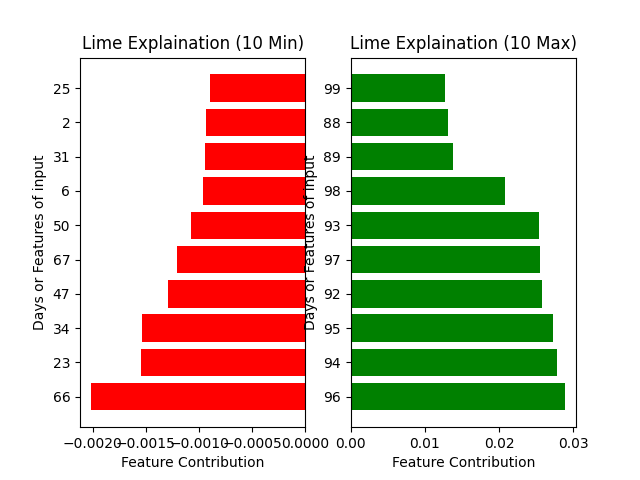 Lime Explaination (10 Min)
Days or Features of input
25
2
31
6
50
67
47
34
23
66
−0.0020 −0.0015 −0.0010 −0.0005 0.0000
Feature Contribution
Lime Explaination (10 Max)
Days or Features of input
99
88
89
98
93
97
92
95
94
96
0.00 0.01 0.02 0.03
Feature Contribution